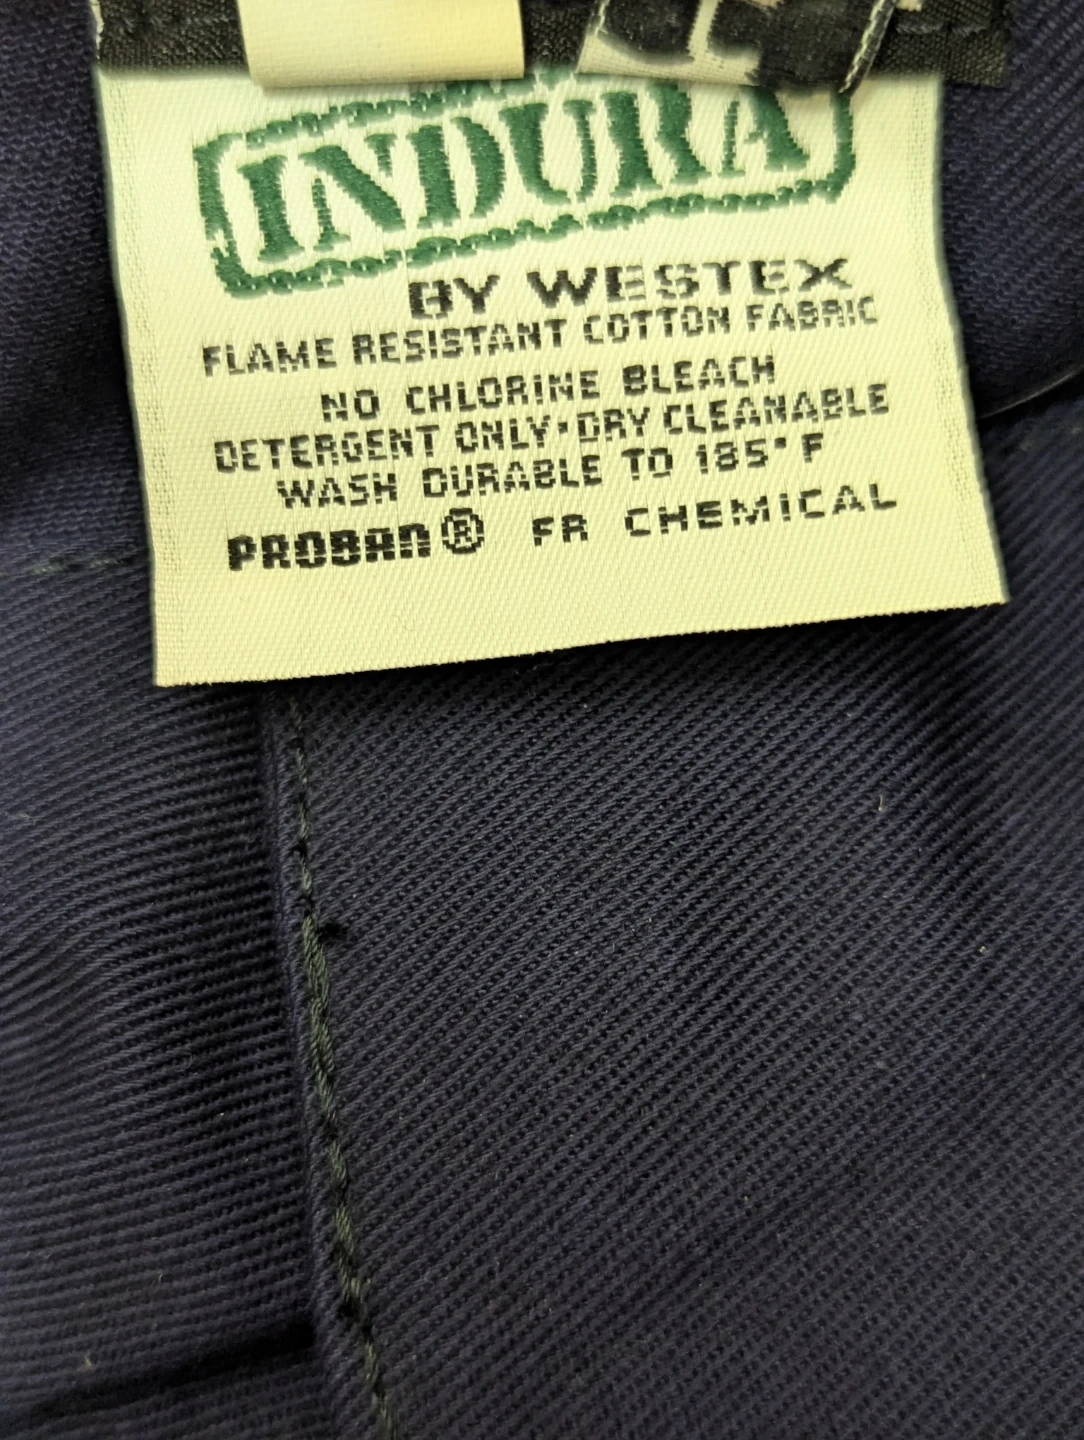 INDURA
BY WESTEX
FLAME RESISTANT COTTON FABRIC
NO CHLORINE BLEACH
DETERGENT ONLY·DRY CLEANABLE
WASH DURABLE TO 185° F
PROBAN® FR CHEMICAL